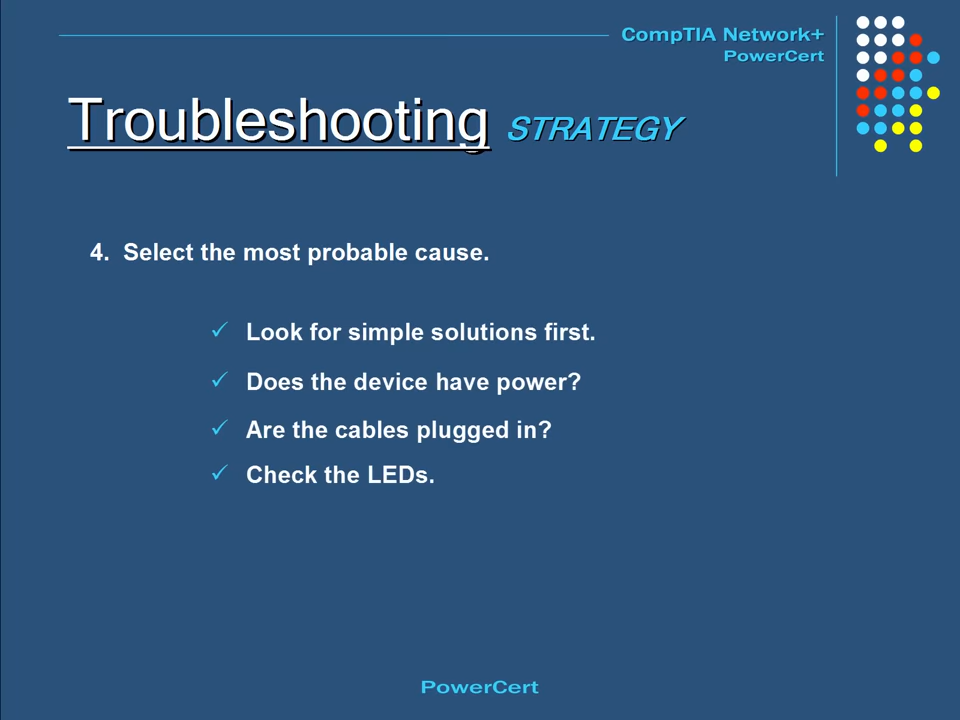 CompTIA Network+
PowerCert
Troubleshooting STRATEGY
4. Select the most probable cause.
✓ Look for simple solutions first.
✓ Does the device have power?
✓ Are the cables plugged in?
✓ Check the LEDs.
PowerCert